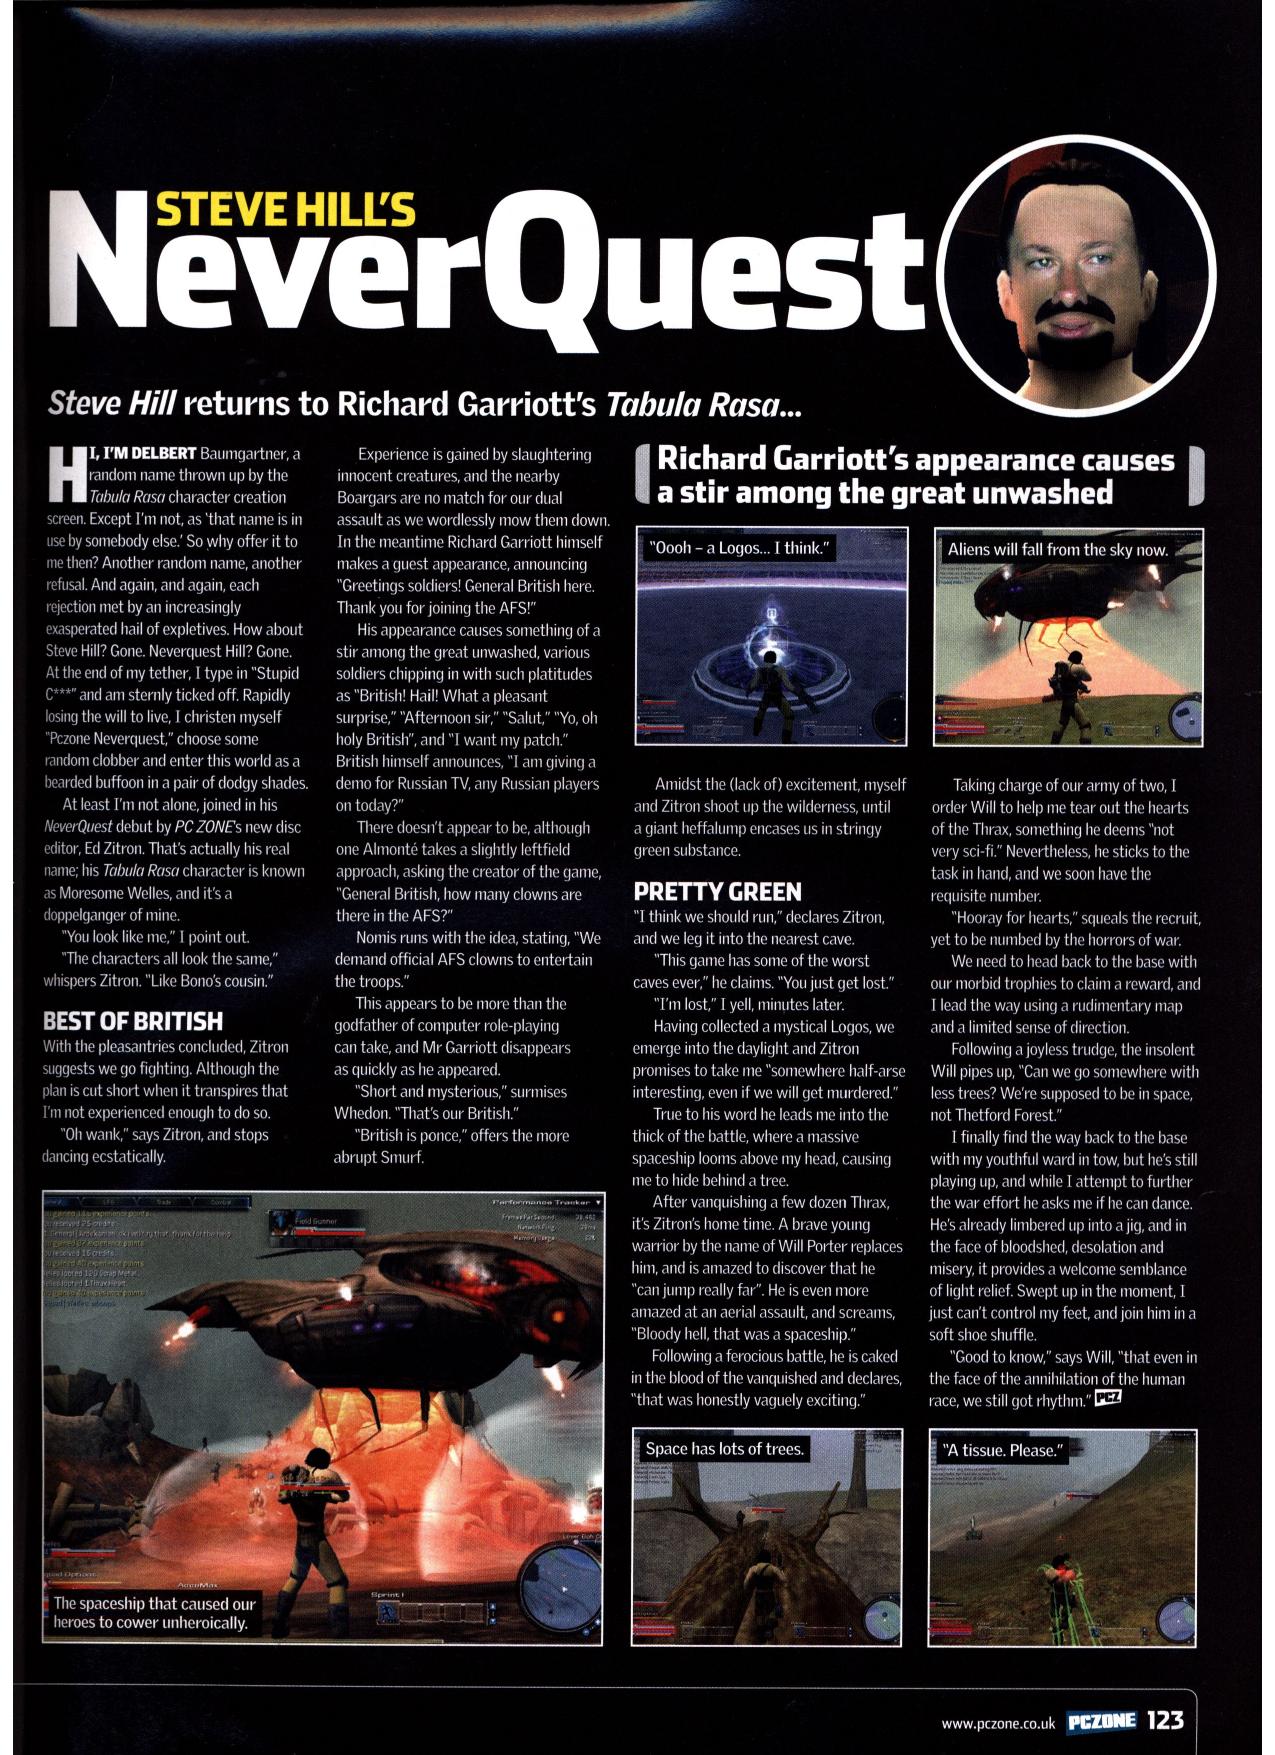 STEVE HILL'S
NeverQuest
Steve Hill returns to Richard Garriott's Tabula Rasa...
HI, I'M DELBERT Baumgartner, a
random name thrown up by the
Tabula Rasa character creation
screen. Except I'm not, as 'that name is in
use by somebody else.' So why offer it to
me then? Another random name, another
refusal. And again, and again, each
rejection met by an increasingly
exasperated hail of expletives. How about
Steve Hill? Gone. Neverquest Hill? Gone.
At the end of my tether, I type in "Stupid
C***" and am sternly ticked off. Rapidly
losing the will to live, I christen myself
"Pczone Neverquest," choose some
random clobber and enter this world as a
bearded buffoon in a pair of dodgy shades.
At least I'm not alone, joined in his
NeverQuest debut by PC ZONE's new disc
editor, Ed Zitron. That's actually his real
name; his Tabula Rasa character is known
as Moresome Welles, and it's a
doppelganger of mine.
"You look like me," I point out.
"The characters all look the same,"
whispers Zitron. "Like Bono's cousin."
BEST OF BRITISH
With the pleasantries concluded, Zitron
suggests we go fighting. Although the
plan is cut short when it transpires that
I'm not experienced enough to do so.
"Oh wank," says Zitron, and stops
dancing ecstatically.
Experience is gained by slaughtering
innocent creatures, and the nearby
Boargars are no match for our dual
assault as we wordlessly mow them down.
In the meantime Richard Garriott himself
makes a guest appearance, announcing
"Greetings soldiers! General British here.
Thank you for joining the AFS!"
His appearance causes something of a
stir among the great unwashed, various
soldiers chipping in with such platitudes
as "British! Hail! What a pleasant
surprise," "Afternoon sir," "Salut," "Yo, oh
holy British", and "I want my patch."
British himself announces, "I am giving a
demo for Russian TV, any Russian players
on today?"
There doesn't appear to be, although
one Almonté takes a slightly leftfield
approach, asking the creator of the game,
"General British, how many clowns are
there in the AFS?"
Nomis runs with the idea, stating, "We
demand official AFS clowns to entertain
the troops."
This appears to be more than the
godfather of computer role-playing
can take, and Mr Garriott disappears
as quickly as he appeared.
"Short and mysterious," surmises
Whedon. "That's our British."
"British is ponce," offers the more
abrupt Smurf.
Richard Garriott's appearance causes
a stir among the great unwashed
"Oooh – a Logos... I think."
Aliens will fall from the sky now.
Amidst the (lack of) excitement, myself
and Zitron shoot up the wilderness, until
a giant heffalump encases us in stringy
green substance.
PRETTY GREEN
"I think we should run," declares Zitron,
and we leg it into the nearest cave.
"This game has some of the worst
caves ever," he claims. "You just get lost."
"I'm lost," I yell, minutes later.
Having collected a mystical Logos, we
emerge into the daylight and Zitron
promises to take me "somewhere half-arse
interesting, even if we will get murdered."
True to his word he leads me into the
thick of the battle, where a massive
spaceship looms above my head, causing
me to hide behind a tree.
After vanquishing a few dozen Thrax,
it's Zitron's home time. A brave young
warrior by the name of Will Porter replaces
him, and is amazed to discover that he
"can jump really far". He is even more
amazed at an aerial assault, and screams,
"Bloody hell, that was a spaceship."
Following a ferocious battle, he is caked
in the blood of the vanquished and declares,
"that was honestly vaguely exciting."
Taking charge of our army of two, I
order Will to help me tear out the hearts
of the Thrax, something he deems "not
very sci-fi." Nevertheless, he sticks to the
task in hand, and we soon have the
requisite number.
"Hooray for hearts," squeals the recruit,
yet to be numbed by the horrors of war.
We need to head back to the base with
our morbid trophies to claim a reward, and
I lead the way using a rudimentary map
and a limited sense of direction.
Following a joyless trudge, the insolent
Will pipes up, "Can we go somewhere with
less trees? We're supposed to be in space,
not Thetford Forest."
I finally find the way back to the base
with my youthful ward in tow, but he's still
playing up, and while I attempt to further
the war effort he asks me if he can dance.
He's already limbered up into a jig, and in
the face of bloodshed, desolation and
misery, it provides a welcome semblance
of light relief. Swept up in the moment, I
just can't control my feet, and join him in a
soft shoe shuffle.
"Good to know," says Will, "that even in
the face of the annihilation of the human
race, we still got rhythm." PCZ
Trade
Combat
Performance Tracker
Field Gunner
Sprint I
The spaceship that caused our
heroes to cower unheroically.
Space has lots of trees.
"A tissue. Please."
www.pczone.co.uk PCZONE 123